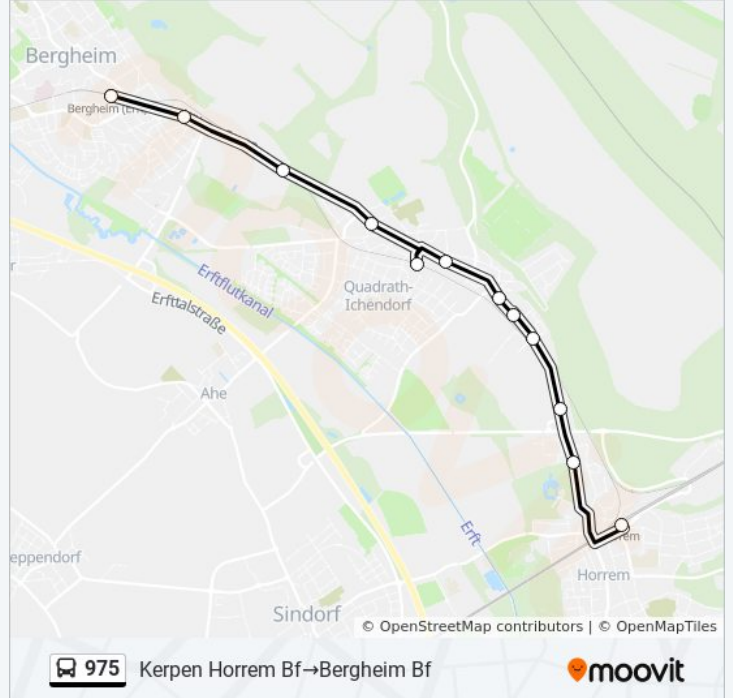 Bergheim
Bergheim (Erft
Erftflutkanal
Quadrath-
Ichendorf
Erfttalstraße
Ahe
Erft
eppendorf
rem
Horrem
Sindorf
© OpenStreetMap contributors | © OpenMapTiles
975 Kerpen Horrem Bf→Bergheim Bf
moovit